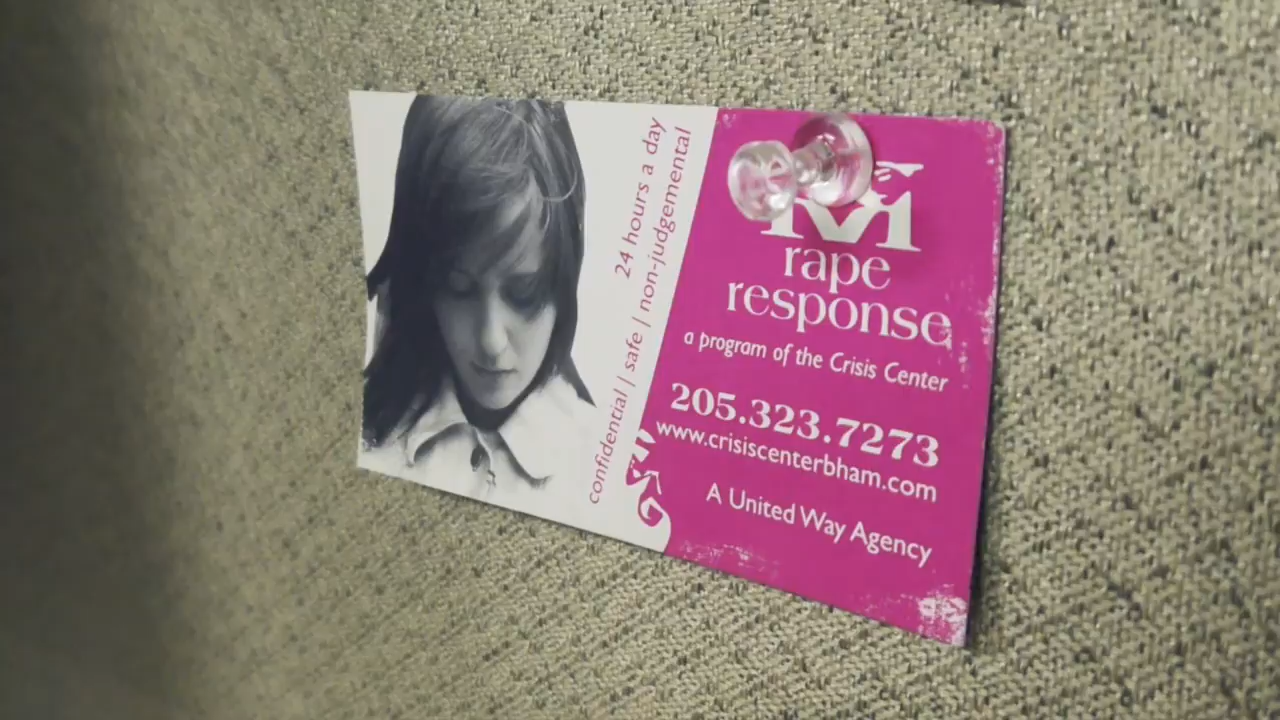 24 hours a day
confidential | safe | non-judgemental
rape
response
a program of the Crisis Center
205.323.7273
www.crisiscenterbham.com
A United Way Agency